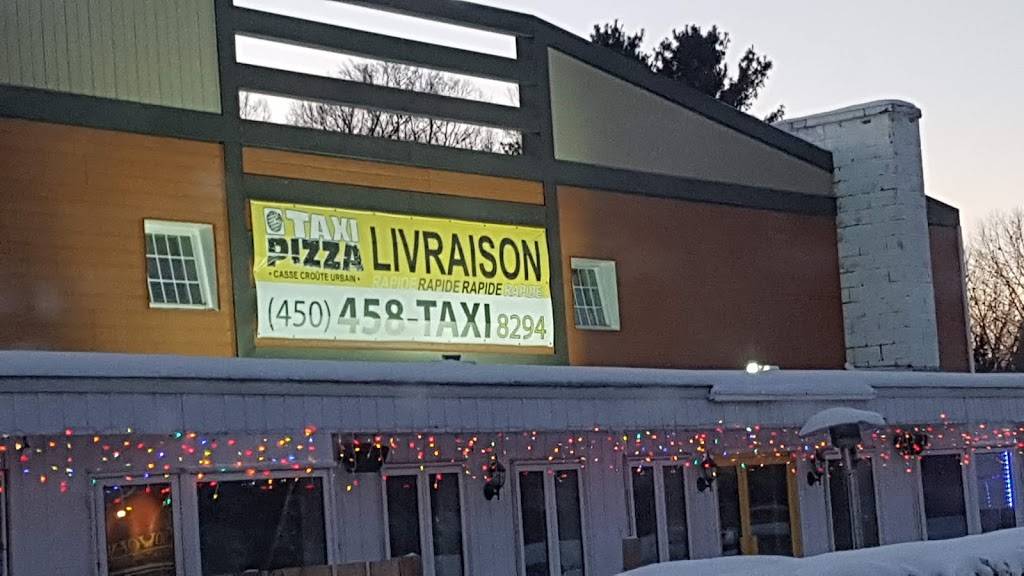 TAXI
PIZZA
• CASSE CROÛTE URBAIN •
LIVRAISON
RAPIDE RAPIDE RAPIDE RAPIDE
(450) 458-TAXI 8294